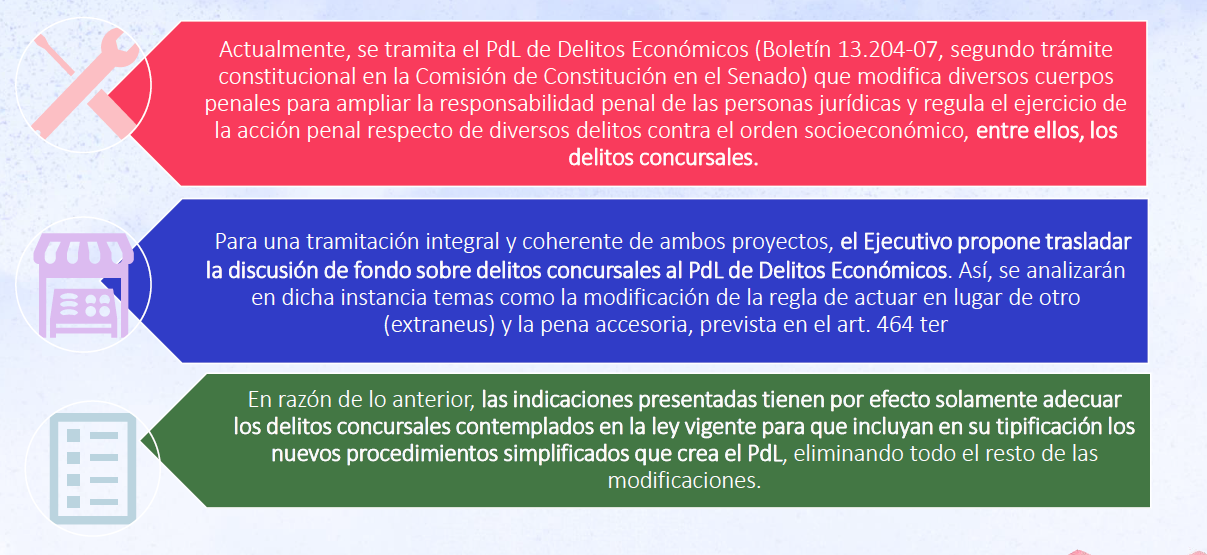 Actualmente, se tramita el PdL de Delitos Económicos (Boletín 13.204-07, segundo trámite
constitucional en la Comisión de Constitución en el Senado) que modifica diversos cuerpos
penales para ampliar la responsabilidad penal de las personas jurídicas y regula el ejercicio de
la acción penal respecto de diversos delitos contra el orden socioeconómico, entre ellos, los
delitos concursales.
Para una tramitación integral y coherente de ambos proyectos, el Ejecutivo propone trasladar
la discusión de fondo sobre delitos concursales al PdL de Delitos Económicos. Así, se analizarán
en dicha instancia temas como la modificación de la regla de actuar en lugar de otro
(extraneus) y la pena accesoria, prevista en el art. 464 ter
En razón de lo anterior, las indicaciones presentadas tienen por efecto solamente adecuar
los delitos concursales contemplados en la ley vigente para que incluyan en su tipificación los
nuevos procedimientos simplificados que crea el PdL, eliminando todo el resto de las
modificaciones.